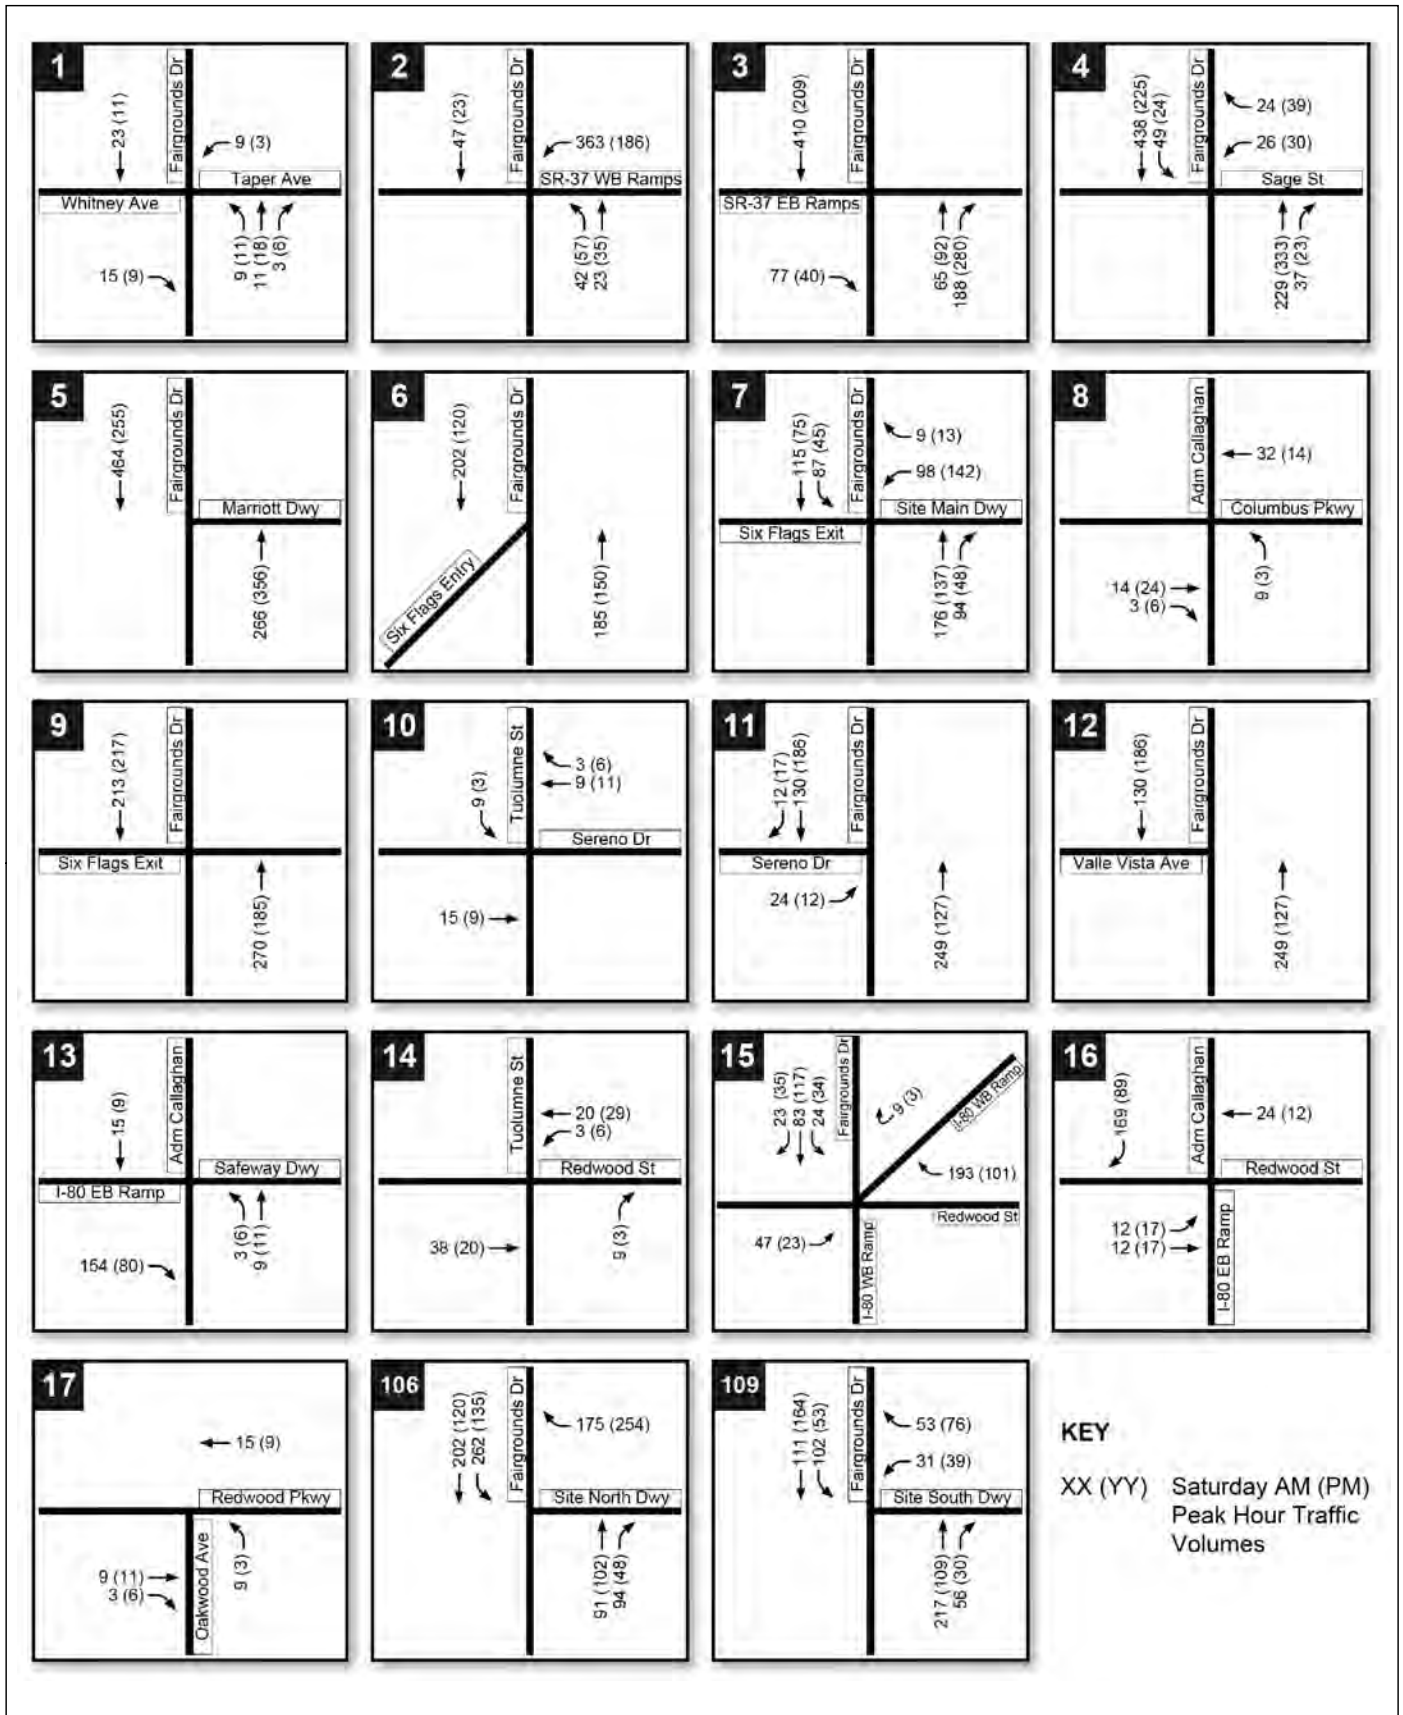 1
Fairgrounds Dr
23 (11)
9 (3)
Taper Ave
Whitney Ave
15 (9)
9 (11)
11 (18)
3 (6)
2
Fairgrounds Dr
47 (23)
363 (186)
SR-37 WB Ramps
42 (57)
23 (35)
3
Fairgrounds Dr
410 (209)
SR-37 EB Ramps
77 (40)
65 (92)
188 (280)
4
Fairgrounds Dr
438 (225)
49 (24)
24 (39)
26 (30)
Sage St
229 (333)
37 (23)
5
Fairgrounds Dr
464 (255)
Marriott Dwy
266 (356)
6
Fairgrounds Dr
202 (120)
Six Flags Entry
185 (150)
7
Fairgrounds Dr
115 (75)
87 (45)
9 (13)
98 (142)
Site Main Dwy
Six Flags Exit
176 (137)
94 (48)
8
Adm Callaghan
32 (14)
Columbus Pkwy
14 (24)
3 (6)
9 (3)
9
Fairgrounds Dr
213 (217)
Six Flags Exit
270 (185)
10
Tuolumne St
9 (3)
3 (6)
9 (11)
Sereno Dr
15 (9)
11
Fairgrounds Dr
12 (17)
130 (186)
Sereno Dr
24 (12)
249 (127)
12
Fairgrounds Dr
130 (186)
Valle Vista Ave
249 (127)
13
Adm Callaghan
15 (9)
Safeway Dwy
I-80 EB Ramp
154 (80)
3 (6)
9 (11)
14
Tuolumne St
20 (29)
3 (6)
Redwood St
38 (20)
9 (3)
15
Fairgrounds Dr
23 (35)
83 (117)
24 (34)
9 (3)
I-80 WB Ramp
193 (101)
Redwood St
47 (23)
I-80 WB Ramp
16
Adm Callaghan
169 (89)
24 (12)
Redwood St
12 (17)
12 (17)
I-80 EB Ramp
17
15 (9)
Redwood Pkwy
9 (11)
3 (6)
Oakwood Ave
9 (3)
106
Fairgrounds Dr
202 (120)
262 (135)
175 (254)
Site North Dwy
91 (102)
94 (48)
109
Fairgrounds Dr
111 (164)
102 (53)
53 (76)
31 (39)
Site South Dwy
217 (109)
56 (30)
KEY
XX (YY) Saturday AM (PM)
Peak Hour Traffic
Volumes